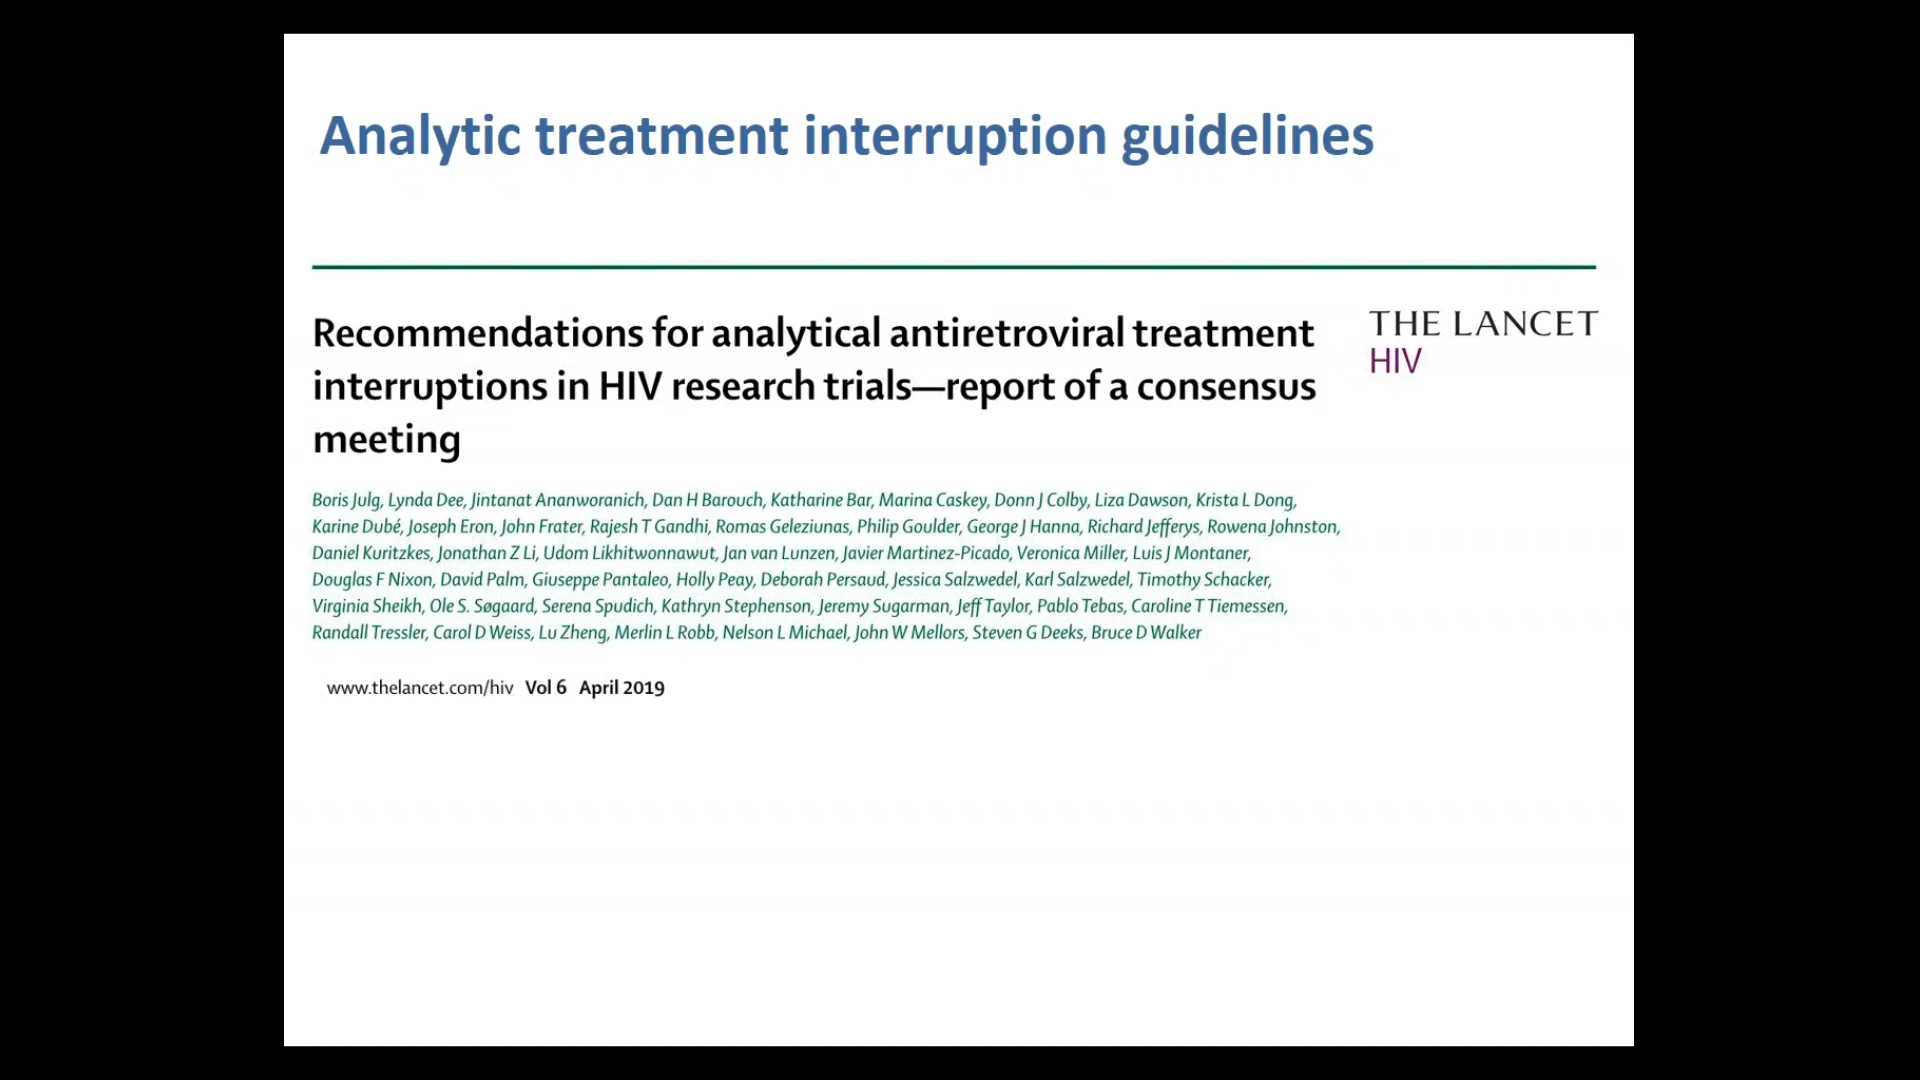 Analytic treatment interruption guidelines
Recommendations for analytical antiretroviral treatment
interruptions in HIV research trials—report of a consensus
meeting
THE LANCET
HIV
Boris Julg, Lynda Dee, Jintanat Ananworanich, Dan H Barouch, Katharine Bar, Marina Caskey, Donn J Colby, Liza Dawson, Krista L Dong,
Karine Dubé, Joseph Eron, John Frater, Rajesh T Gandhi, Romas Geleziunas, Philip Goulder, George J Hanna, Richard Jefferys, Rowena Johnston,
Daniel Kuritzkes, Jonathan Z Li, Udom Likhitwonnawut, Jan van Lunzen, Javier Martinez-Picado, Veronica Miller, Luis J Montaner,
Douglas F Nixon, David Palm, Giuseppe Pantaleo, Holly Peay, Deborah Persaud, Jessica Salzwedel, Karl Salzwedel, Timothy Schacker,
Virginia Sheikh, Ole S. Søgaard, Serena Spudich, Kathryn Stephenson, Jeremy Sugarman, Jeff Taylor, Pablo Tebas, Caroline T Tiemessen,
Randall Tressler, Carol D Weiss, Lu Zheng, Merlin L Robb, Nelson L Michael, John W Mellors, Steven G Deeks, Bruce D Walker
www.thelancet.com/hiv Vol 6 April 2019